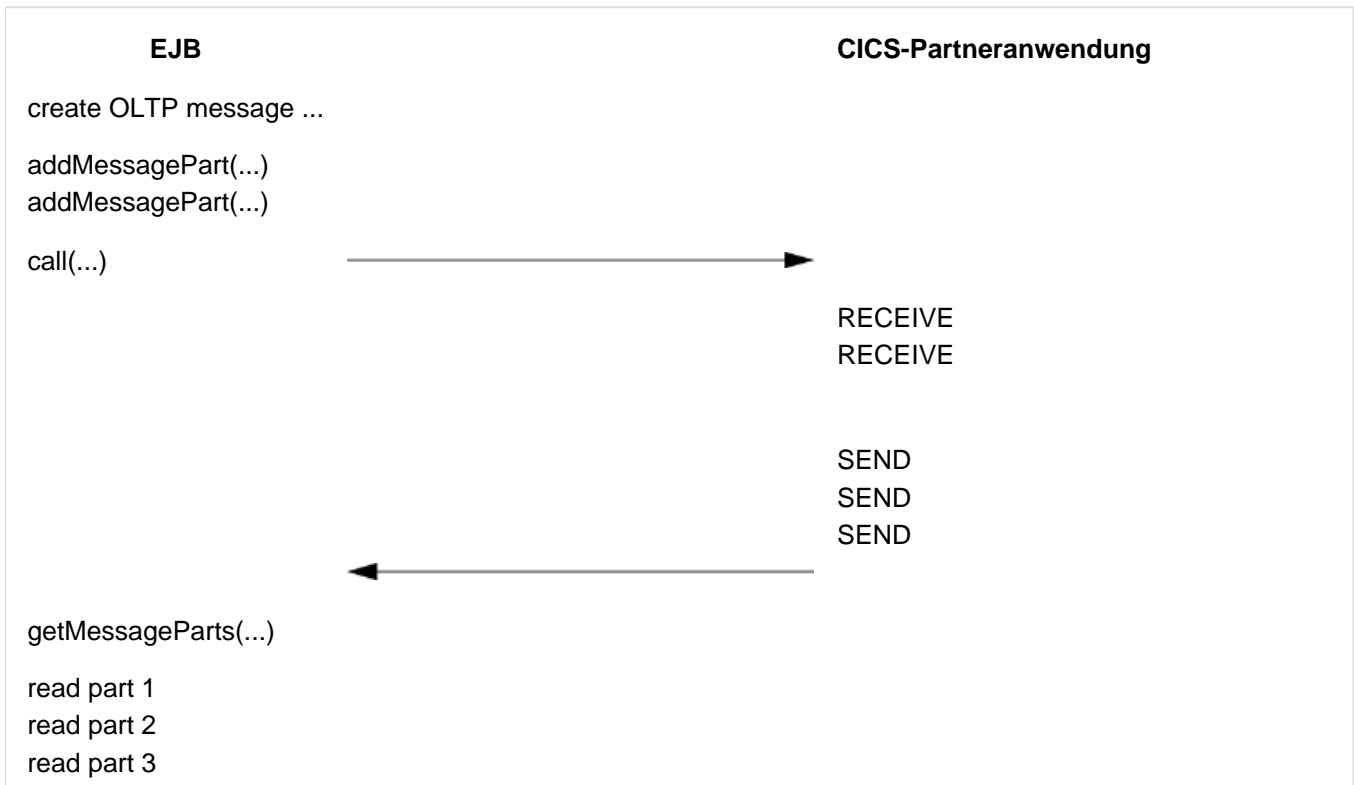 EJB CICS-Partneranwendung
create OLTP message ...
addMessagePart(...)
addMessagePart(...)
call(...)
RECEIVE
RECEIVE
SEND
SEND
SEND
getMessageParts(...)
read part 1
read part 2
read part 3